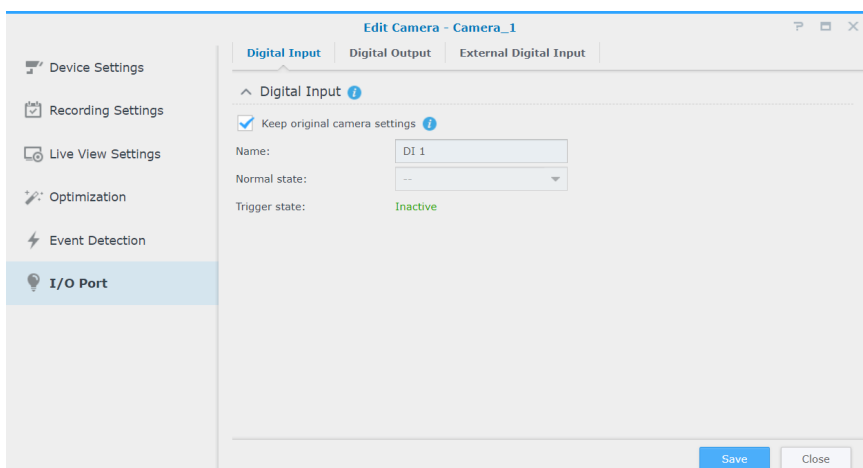 Edit Camera - Camera_1
Device Settings
Recording Settings
Live View Settings
Optimization
Event Detection
I/O Port
Digital Input Digital Output External Digital Input
Digital Input
Keep original camera settings
Name: DI 1
Normal state: --
Trigger state: Inactive
Save Close